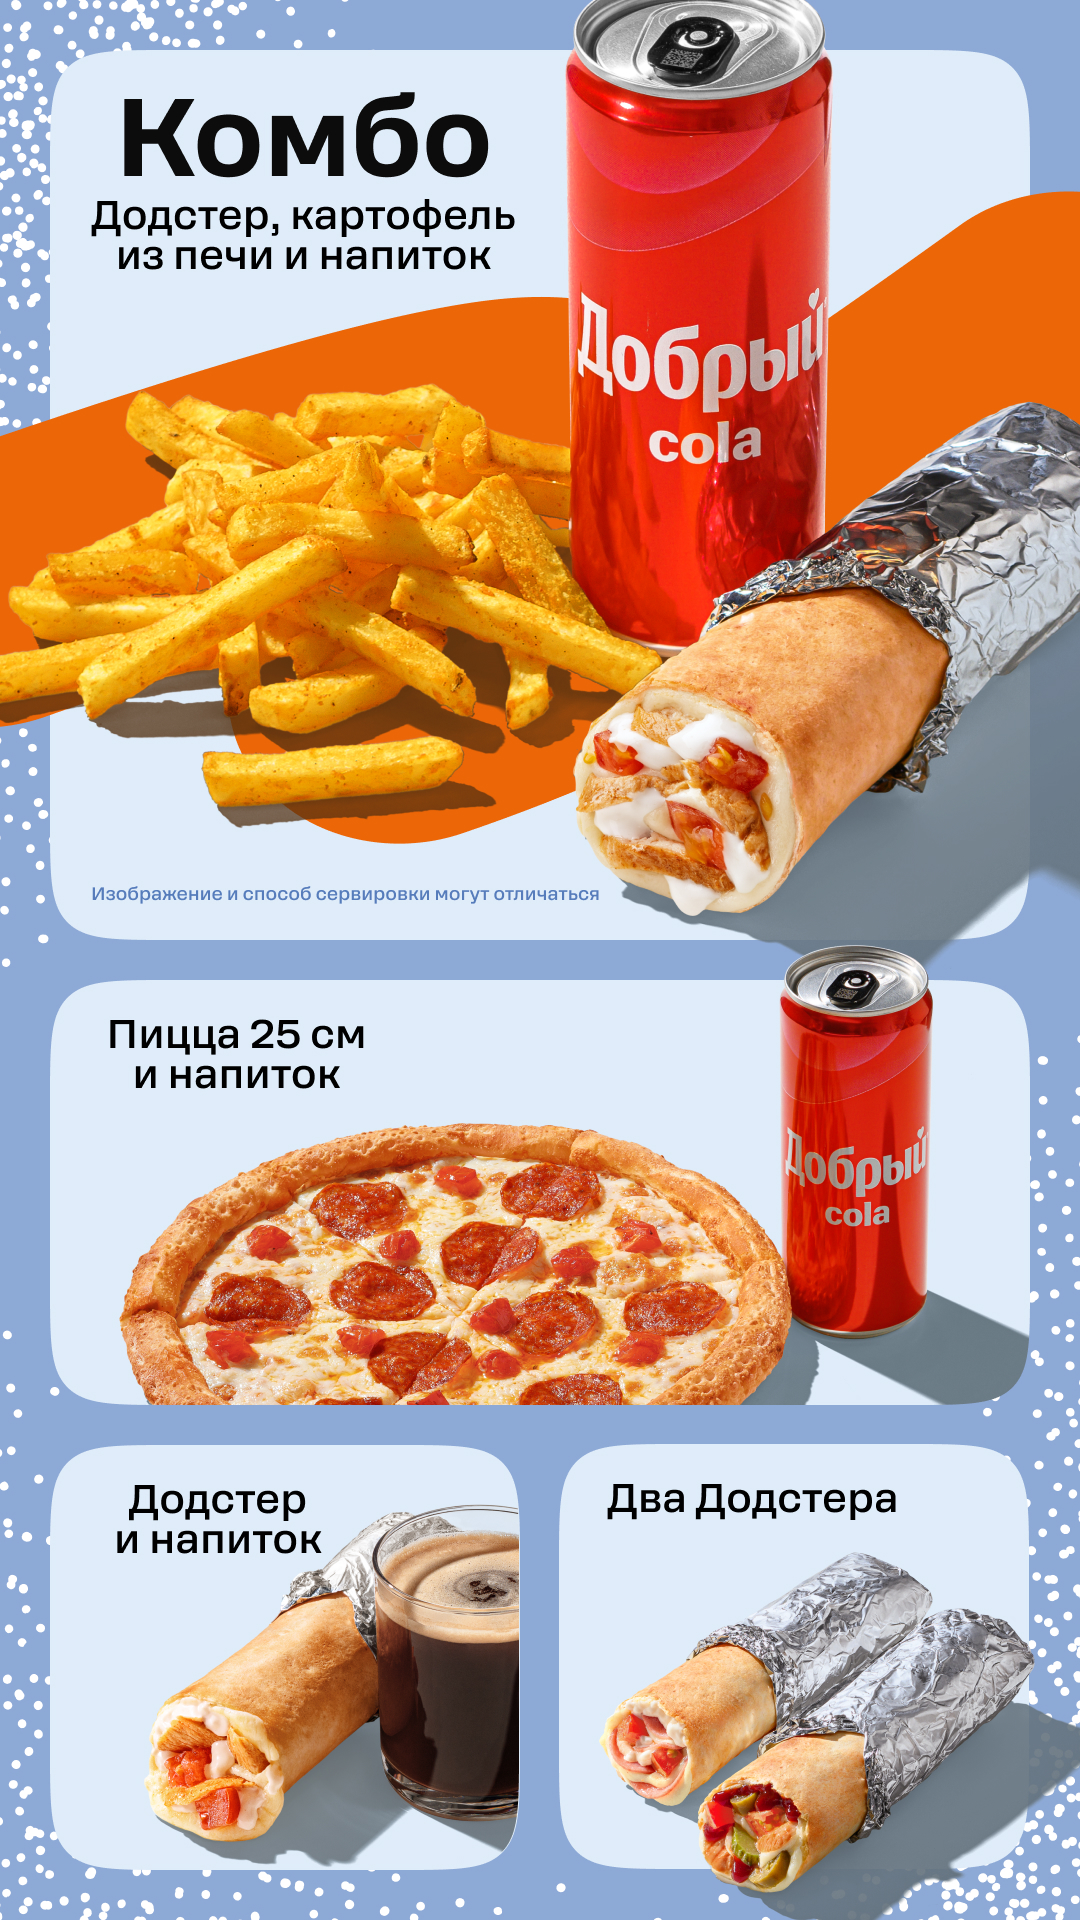 Комбо
Додстер, картофель
из печи и напиток
Добрый
cola
Изображение и способ сервировки могут отличаться
Пицца 25 см
и напиток
Добрый
cola
Додстер
и напиток
Два Додстера